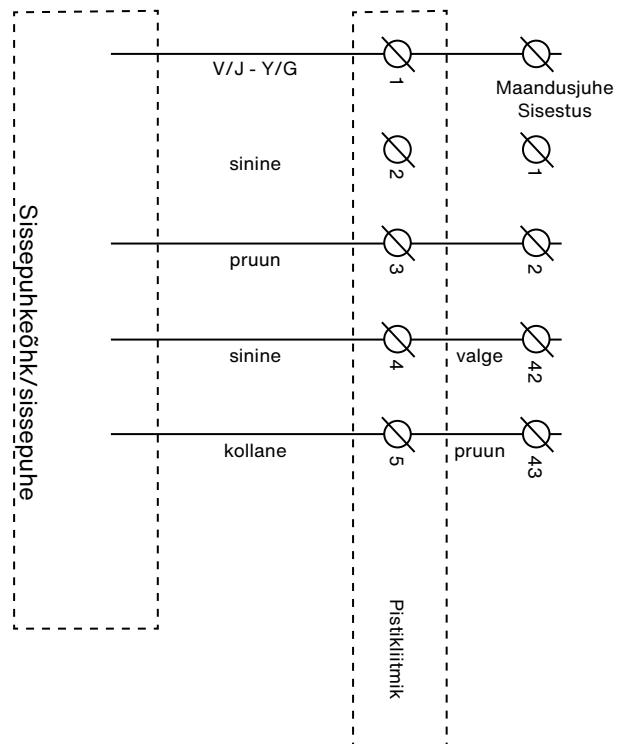 V/J - Y/G
1
Maandusjuhe
Sisestus
sinine
2
1
pruun
3
2
sinine
4
valge
42
kollane
5
pruun
43
Sissepuhkeõhk/sissepuhe
Pistikliitmik